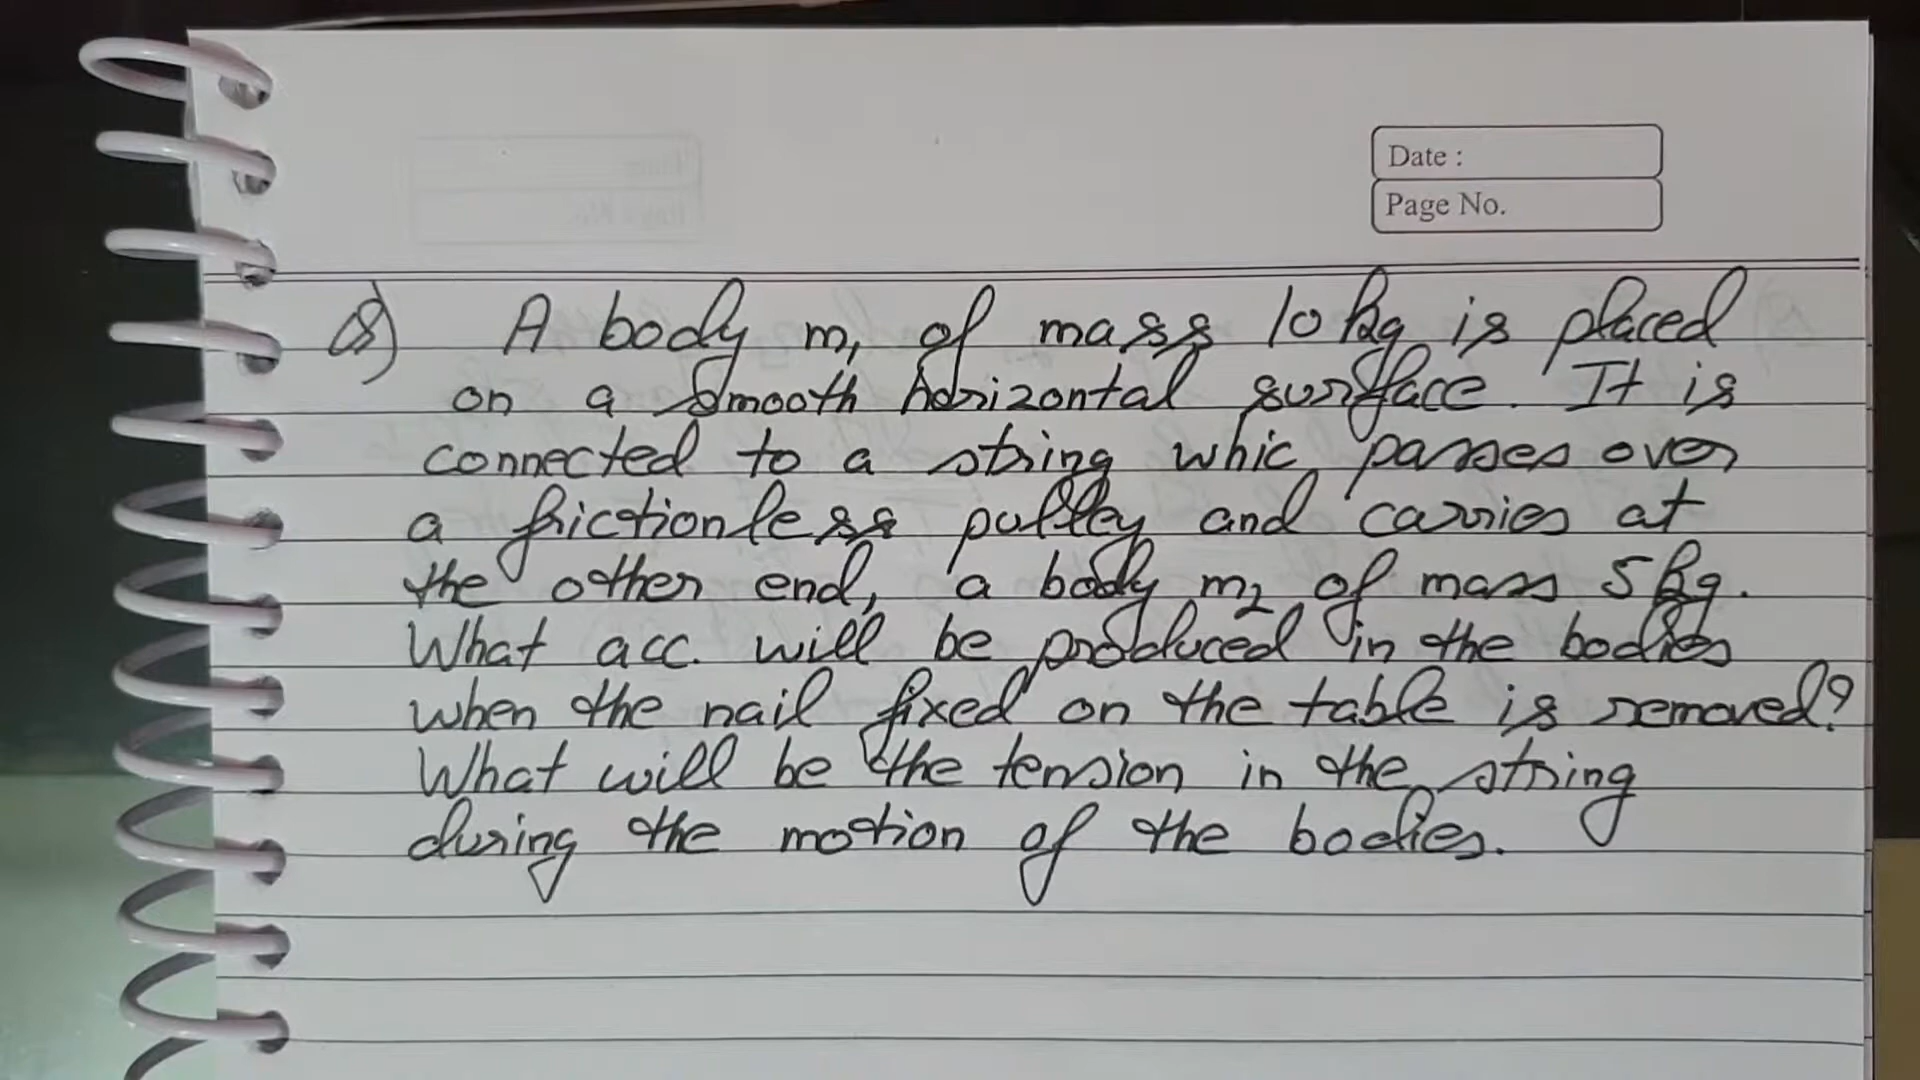 Date :
Page No.
Q) A body m₁ of mass 10 kg is placed
on a smooth horizontal surface. It is
connected to a string whic passes over
a frictionless pulley and carries at
the other end, a body m₂ of mass 5 kg.
What acc. will be produced in the bodies
when the nail fixed on the table is removed?
What will be the tension in the string
during the motion of the bodies.